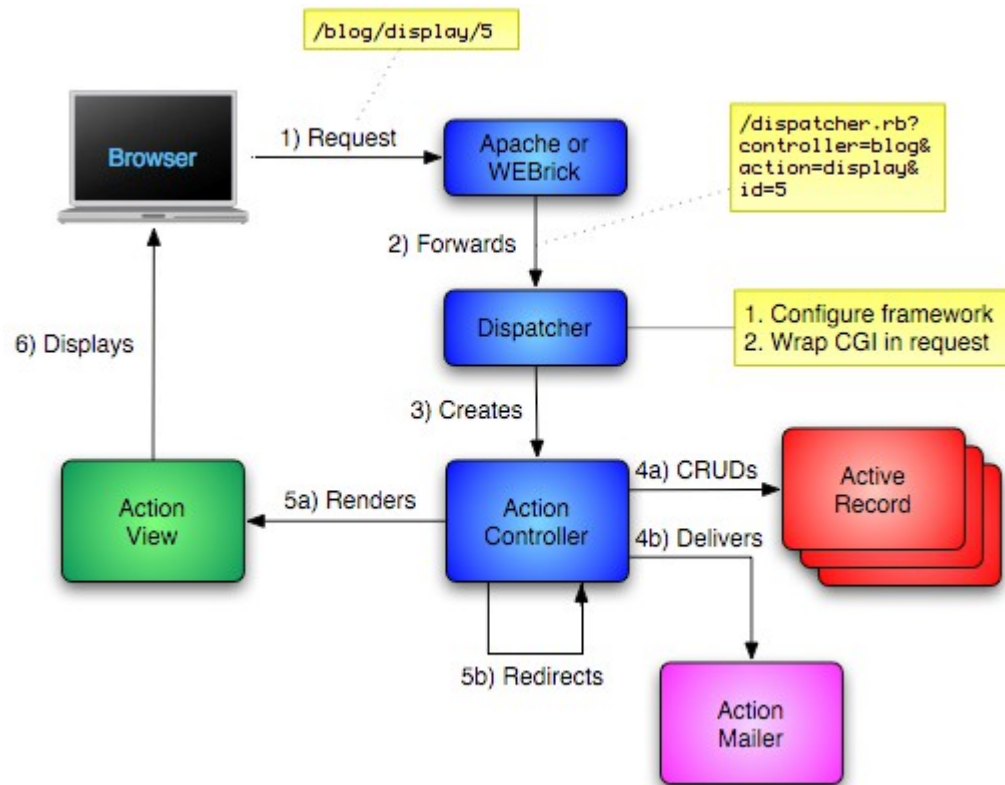 /blog/display/5
Browser
1) Request
Apache or
WEBrick
/dispatcher.rb?
controller=blog&
action=display&
id=5
2) Forwards
Dispatcher
1. Configure framework
2. Wrap CGI in request
6) Displays
3) Creates
Action
View
5a) Renders
Action
Controller
4a) CRUDs
Active
Record
4b) Delivers
5b) Redirects
Action
Mailer